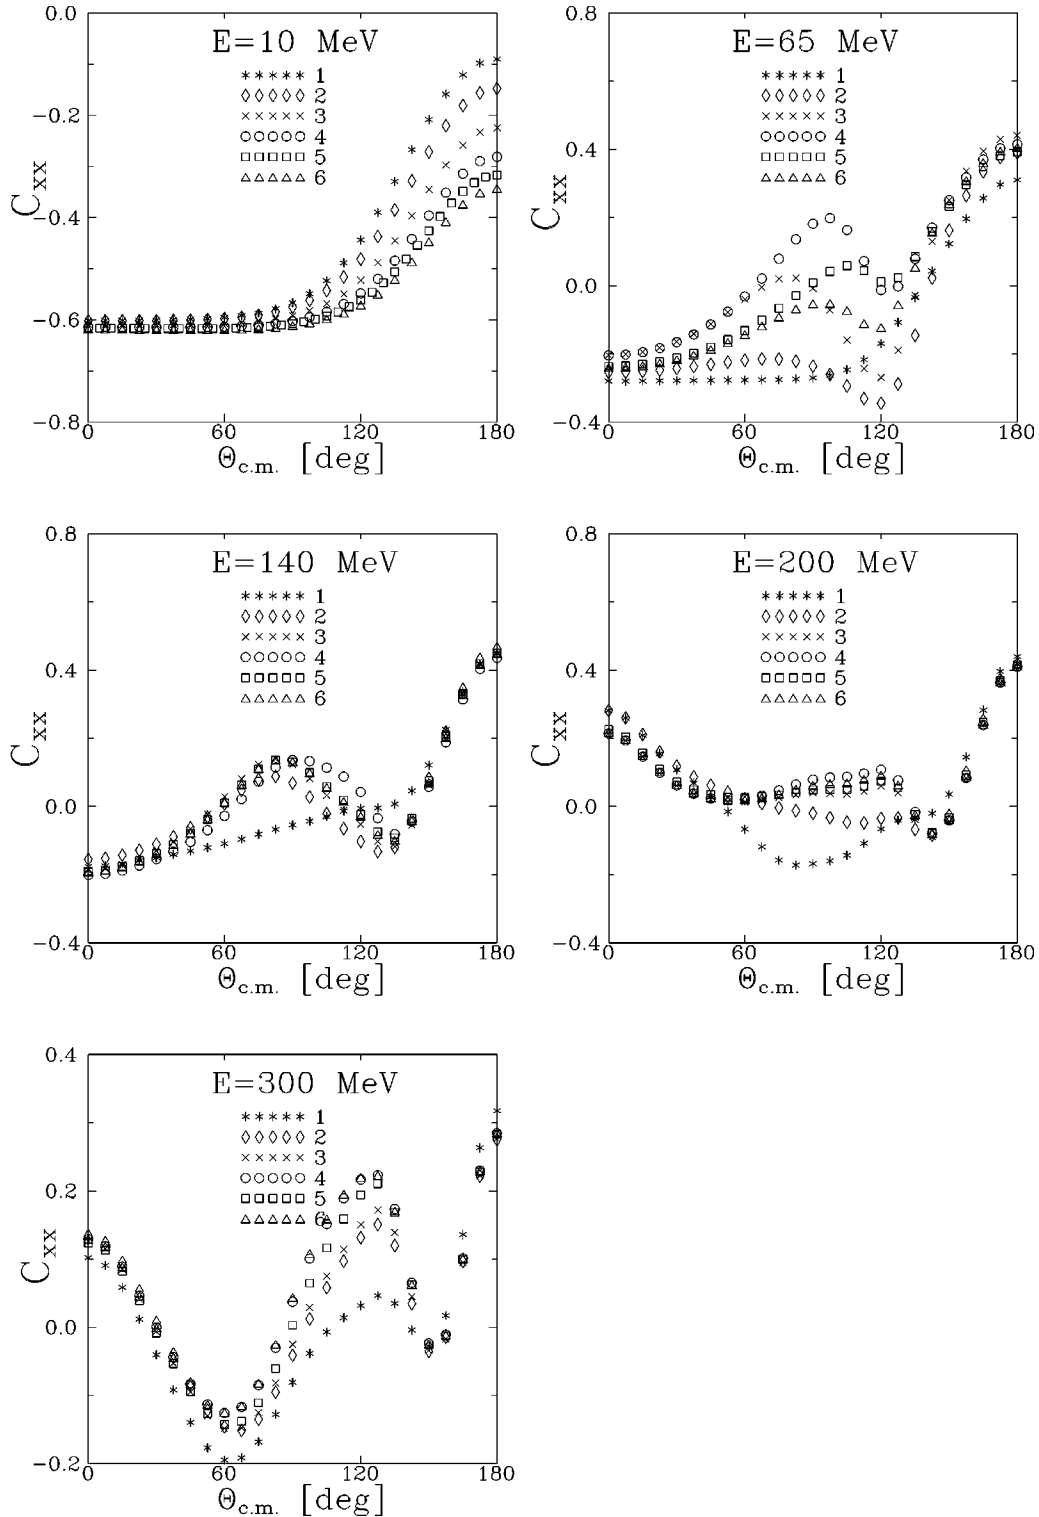 0.0
−0.2
−0.4
−0.6
−0.8
C_xx
E=10 MeV
1
2
3
4
5
6
0 60 120 180
Θ_c.m. [deg]
0.8
0.4
0.0
−0.4
C_xx
E=65 MeV
1
2
3
4
5
6
0 60 120 180
Θ_c.m. [deg]
0.8
0.4
0.0
−0.4
C_xx
E=140 MeV
1
2
3
4
5
6
0 60 120 180
Θ_c.m. [deg]
0.8
0.4
0.0
−0.4
C_xx
E=200 MeV
1
2
3
4
5
6
0 60 120 180
Θ_c.m. [deg]
0.4
0.2
0.0
−0.2
C_xx
E=300 MeV
1
2
3
4
5
6
0 60 120 180
Θ_c.m. [deg]